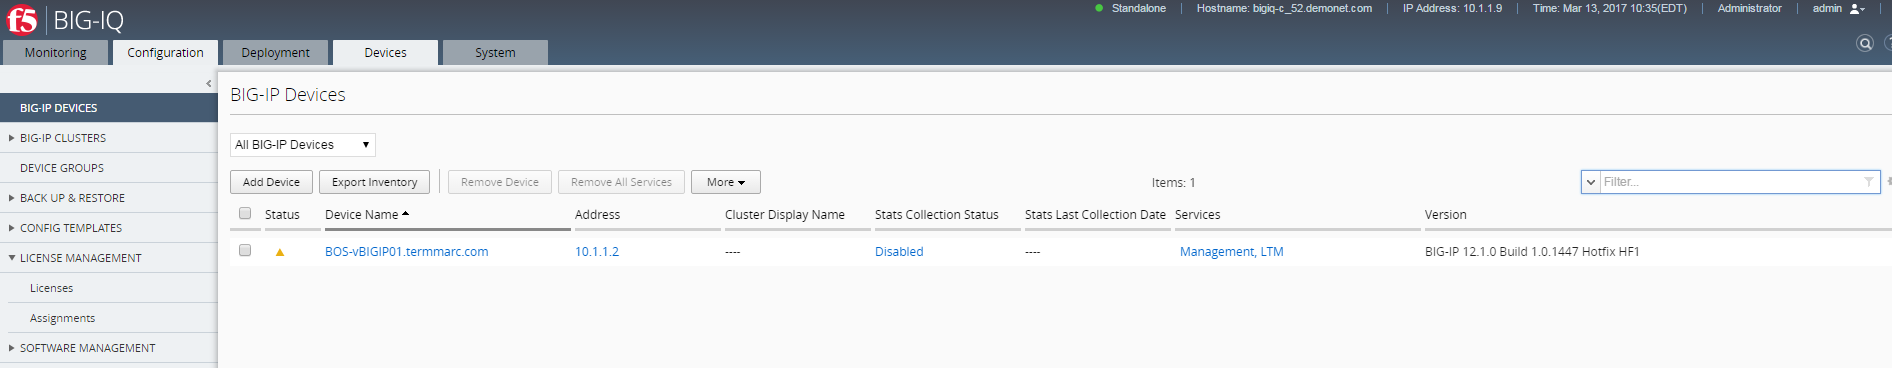 f5 BIG-IQ
Standalone Hostname: bigiq-c_52.demonet.com IP Address: 10.1.1.9 Time: Mar 13, 2017 10:35(EDT) Administrator admin
Monitoring Configuration Deployment Devices System
BIG-IP DEVICES
BIG-IP CLUSTERS
DEVICE GROUPS
BACK UP & RESTORE
CONFIG TEMPLATES
LICENSE MANAGEMENT
Licenses
Assignments
SOFTWARE MANAGEMENT
BIG-IP Devices
All BIG-IP Devices
Add Device Export Inventory Remove Device Remove All Services More Items: 1 Filter...
Status Device Name Address Cluster Display Name Stats Collection Status Stats Last Collection Date Services Version
BOS-vBIGIP01.termmarc.com 10.1.1.2 ---- Disabled ---- Management, LTM BIG-IP 12.1.0 Build 1.0.1447 Hotfix HF1